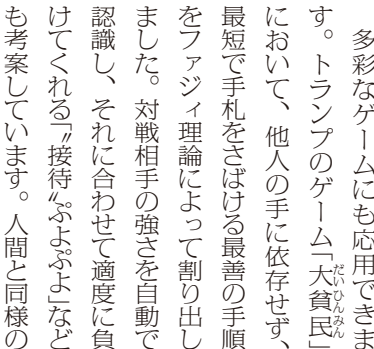 多彩なゲームにも応用できま
す。トランプのゲーム「大貧民」
において、他人の手に依存せず、
最短で手札をさばける最善の手順
をファジィ理論によって割り出し
ました。対戦相手の強さを自動で
認識し、それに合わせて適度に負
けてくれる「〝接待〟ぷよぷよ」など
も考案しています。人間と同様の